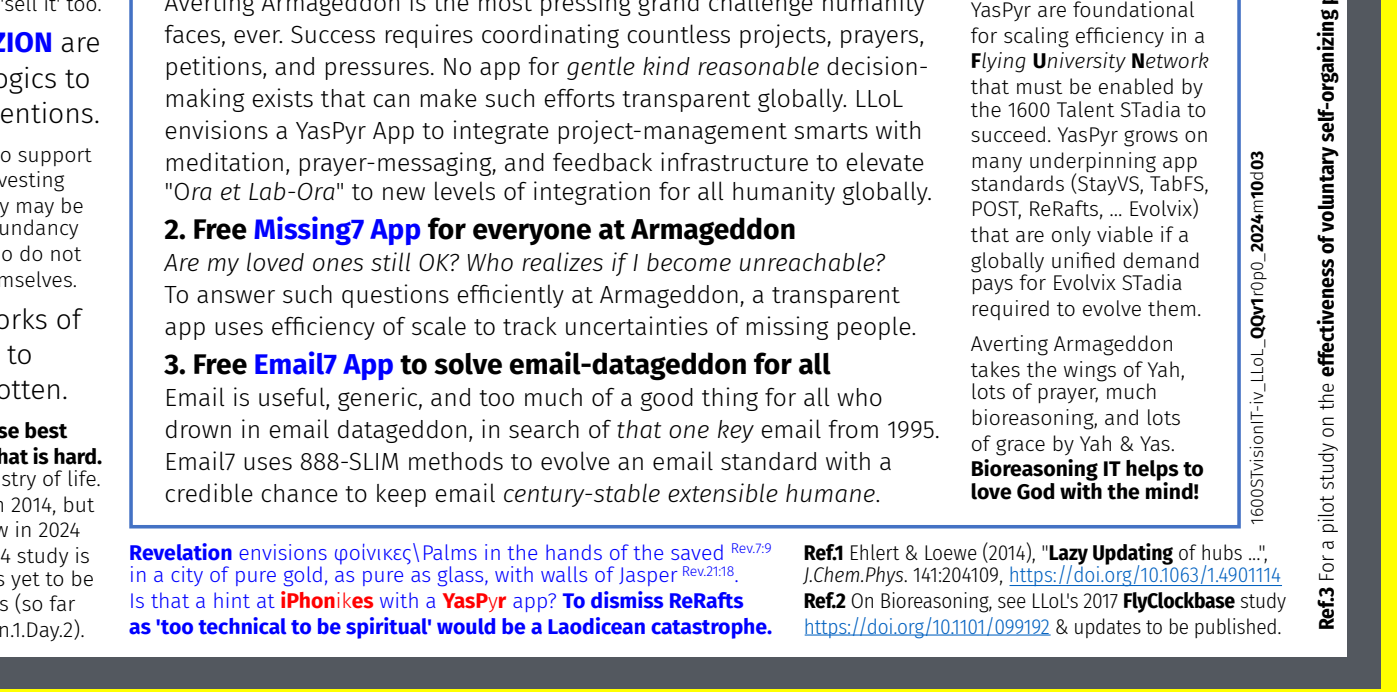 'sell it' too.
ZION are
ogics to
entions.
o support
vesting
y may be
undancy
o do not
mselves.
orks of
to
otten.
se best
hat is hard.
stry of life.
n 2014, but
w in 2024
4 study is
s yet to be
s (so far
n.1.Day.2).
Averting Armageddon is the most pressing grand challenge humanity
faces, ever. Success requires coordinating countless projects, prayers,
petitions, and pressures. No app for gentle kind reasonable decision-
making exists that can make such efforts transparent globally. LLoL
envisions a YasPyr App to integrate project-management smarts with
meditation, prayer-messaging, and feedback infrastructure to elevate
"Ora et Lab-Ora" to new levels of integration for all humanity globally.
2. Free Missing7 App for everyone at Armageddon
Are my loved ones still OK? Who realizes if I become unreachable?
To answer such questions efficiently at Armageddon, a transparent
app uses efficiency of scale to track uncertainties of missing people.
3. Free Email7 App to solve email-datageddon for all
Email is useful, generic, and too much of a good thing for all who
drown in email datageddon, in search of that one key email from 1995.
Email7 uses 888-SLIM methods to evolve an email standard with a
credible chance to keep email century-stable extensible humane.
YasPyr are foundational
for scaling efficiency in a
Flying University Network
that must be enabled by
the 1600 Talent STadia to
succeed. YasPyr grows on
many underpinning app
standards (StayVS, TabFS,
POST, ReRafts, ... Evolvix)
that are only viable if a
globally unified demand
pays for Evolvix STadia
required to evolve them.
Averting Armageddon
takes the wings of Yah,
lots of prayer, much
bioreasoning, and lots
of grace by Yah & Yas.
Bioreasoning IT helps to
love God with the mind!
1600STvisionIT-iv_LLoL_QQv1r0p0_2024m10d03
Revelation envisions φοίνικες\Palms in the hands of the saved Rev.7:9
in a city of pure gold, as pure as glass, with walls of Jasper Rev.21:18.
Is that a hint at iPhonikes with a YasPyr app? To dismiss ReRafts
as 'too technical to be spiritual' would be a Laodicean catastrophe.
Ref.1 Ehlert & Loewe (2014), "Lazy Updating of hubs ...",
J.Chem.Phys. 141:204109, https://doi.org/10.1063/1.4901114
Ref.2 On Bioreasoning, see LLoL's 2017 FlyClockbase study
https://doi.org/10.1101/099192 & updates to be published.
Ref.3 For a pilot study on the effectiveness of voluntary self-organizing